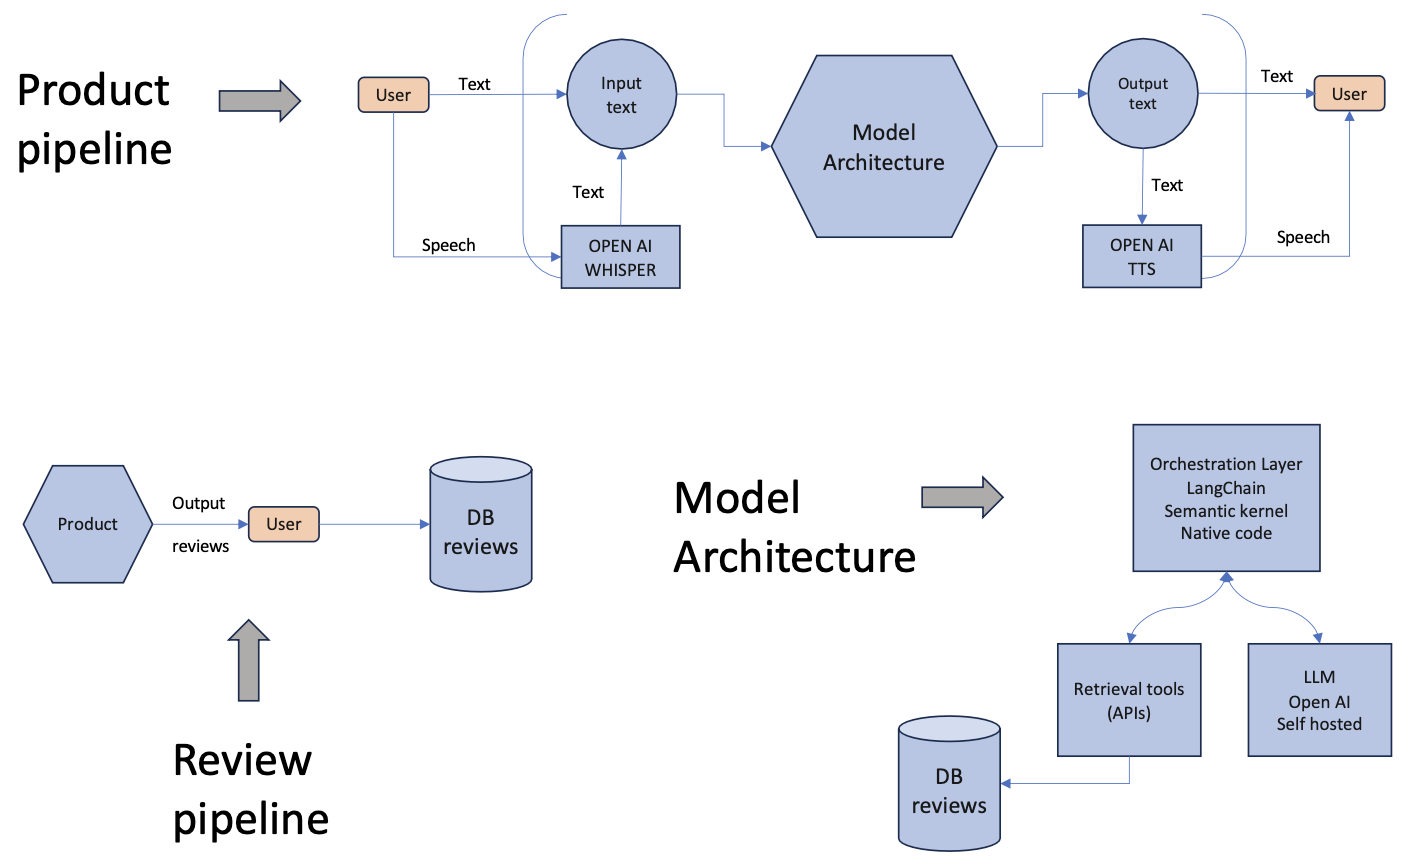 Product
pipeline
User
Text
Input
text
Text
Speech
OPEN AI
WHISPER
Model
Architecture
Output
text
Text
OPEN AI
TTS
Text
User
Speech
Product
Output
reviews
User
DB
reviews
Review
pipeline
Model
Architecture
Orchestration Layer
LangChain
Semantic kernel
Native code
Retrieval tools
(APIs)
LLM
Open AI
Self hosted
DB
reviews